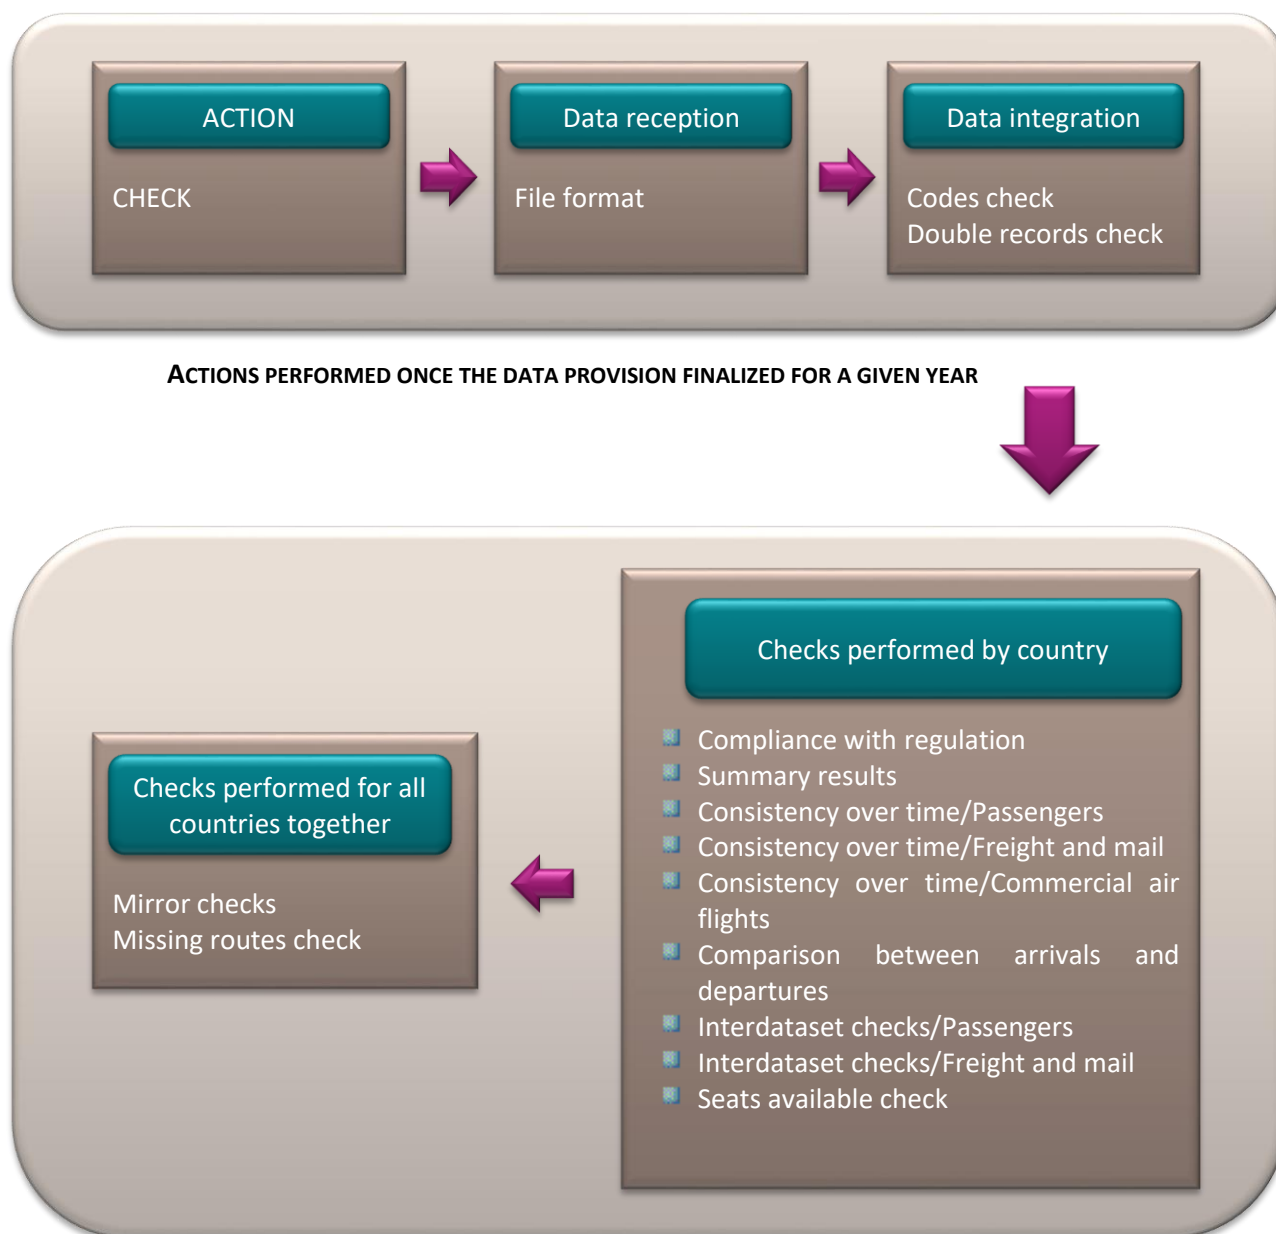 ACTION
CHECK
Data reception
File format
Data integration
Codes check
Double records check
ACTIONS PERFORMED ONCE THE DATA PROVISION FINALIZED FOR A GIVEN YEAR
Checks performed by country
Compliance with regulation
Summary results
Consistency over time/Passengers
Consistency over time/Freight and mail
Consistency over time/Commercial air
flights
Comparison between arrivals and
departures
Interdataset checks/Passengers
Interdataset checks/Freight and mail
Seats available check
Checks performed for all
countries together
Mirror checks
Missing routes check